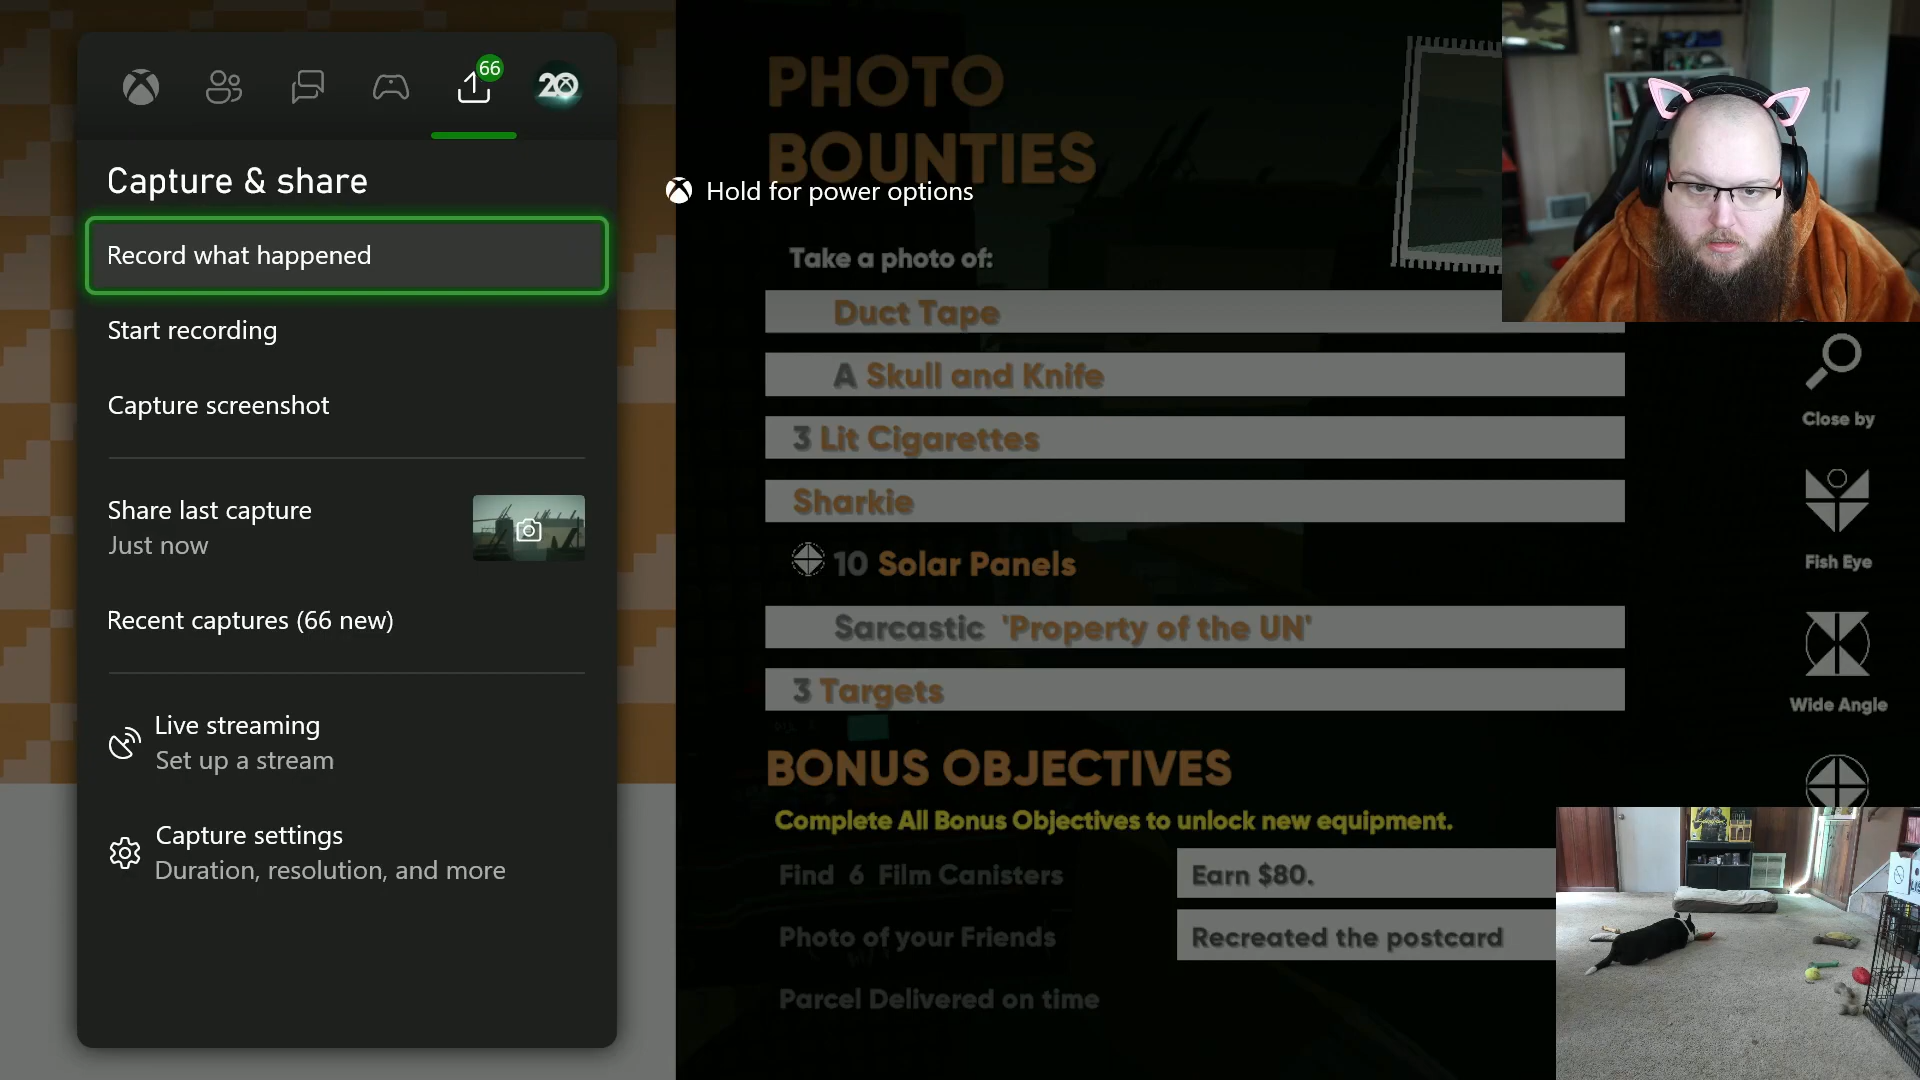 66
20
Capture & share
Record what happened
Start recording
Capture screenshot
Share last capture
Just now
Recent captures (66 new)
Live streaming
Set up a stream
Capture settings
Duration, resolution, and more
Hold for power options
PHOTO
BOUNTIES
Take a photo of:
Duct Tape
A Skull and Knife
3 Lit Cigarettes
Sharkie
10 Solar Panels
Sarcastic 'Property of the UN'
3 Targets
BONUS OBJECTIVES
Complete All Bonus Objectives to unlock new equipment.
Find 6 Film Canisters
Earn $80.
Photo of your Friends
Recreated the postcard
Parcel Delivered on time
Close by
Fish Eye
Wide Angle